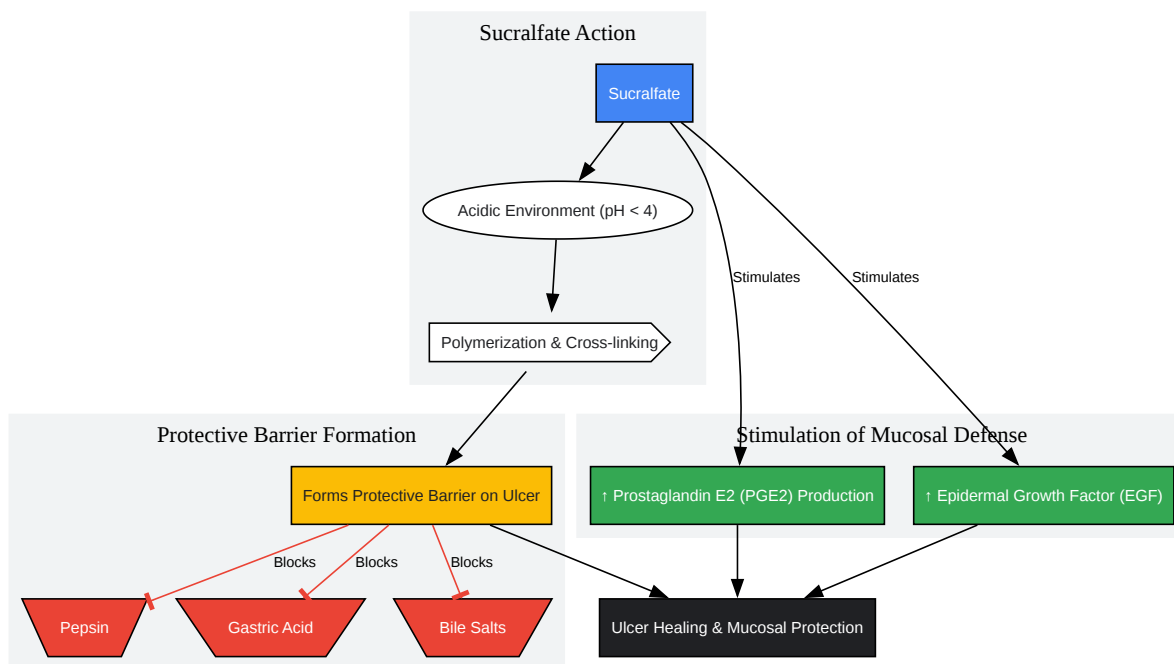 Sucralfate Action
Sucralfate
Acidic Environment (pH < 4)
Stimulates
Stimulates
Polymerization & Cross-linking
Protective Barrier Formation
Stimulation of Mucosal Defense
Forms Protective Barrier on Ulcer
↑ Prostaglandin E2 (PGE2) Production
↑ Epidermal Growth Factor (EGF)
Blocks
Blocks
Blocks
Pepsin
Gastric Acid
Bile Salts
Ulcer Healing & Mucosal Protection